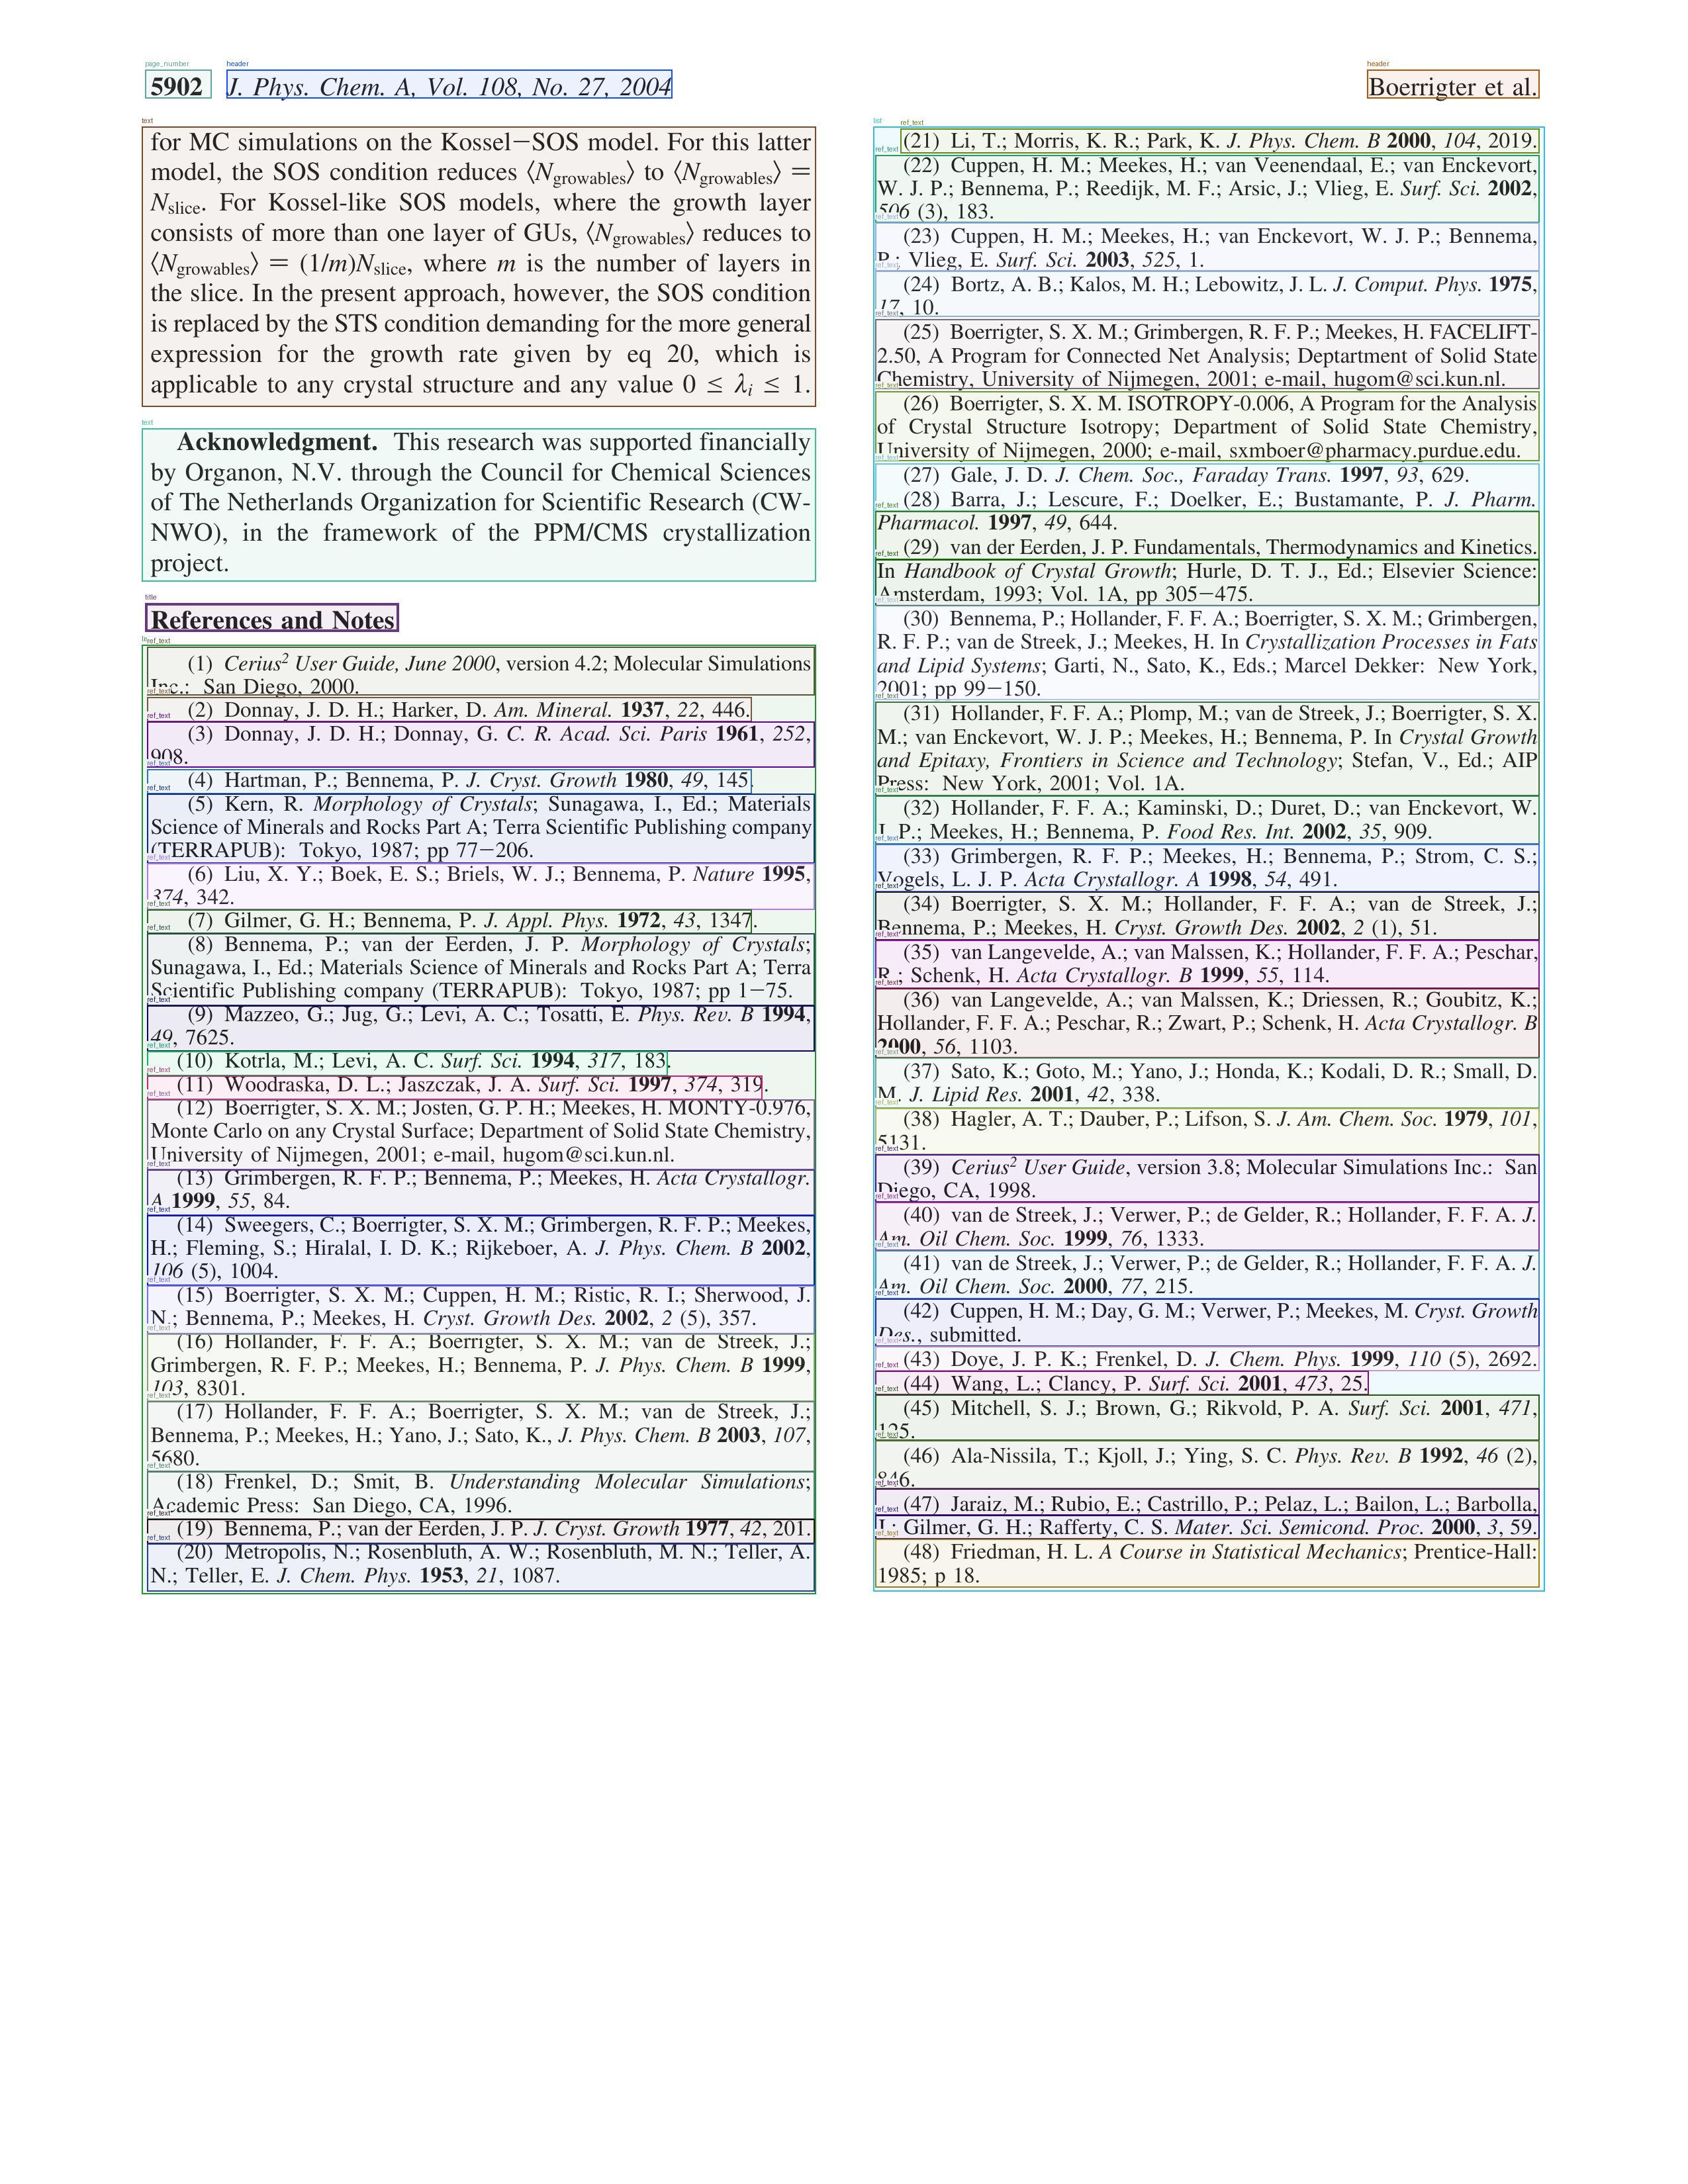 page_number
header
header
5902
J. Phys. Chem. A, Vol. 108, No. 27, 2004
Boerrigter et al.
text
for MC simulations on the Kossel−SOS model. For this latter
model, the SOS condition reduces ⟨N_growables⟩ to ⟨N_growables⟩ =
N_slice. For Kossel-like SOS models, where the growth layer
consists of more than one layer of GUs, ⟨N_growables⟩ reduces to
⟨N_growables⟩ = (1/m)N_slice, where m is the number of layers in
the slice. In the present approach, however, the SOS condition
is replaced by the STS condition demanding for the more general
expression for the growth rate given by eq 20, which is
applicable to any crystal structure and any value 0 ≤ λ_i ≤ 1.
text
Acknowledgment. This research was supported financially
by Organon, N.V. through the Council for Chemical Sciences
of The Netherlands Organization for Scientific Research (CW-
NWO), in the framework of the PPM/CMS crystallization
project.
title
References and Notes
ref_text
(1) Cerius² User Guide, June 2000, version 4.2; Molecular Simulations
Inc.: San Diego, 2000.
(2) Donnay, J. D. H.; Harker, D. Am. Mineral. 1937, 22, 446.
(3) Donnay, J. D. H.; Donnay, G. C. R. Acad. Sci. Paris 1961, 252,
908.
(4) Hartman, P.; Bennema, P. J. Cryst. Growth 1980, 49, 145.
(5) Kern, R. Morphology of Crystals; Sunagawa, I., Ed.; Materials
Science of Minerals and Rocks Part A; Terra Scientific Publishing company
(TERRAPUB): Tokyo, 1987; pp 77−206.
(6) Liu, X. Y.; Boek, E. S.; Briels, W. J.; Bennema, P. Nature 1995,
374, 342.
(7) Gilmer, G. H.; Bennema, P. J. Appl. Phys. 1972, 43, 1347.
(8) Bennema, P.; van der Eerden, J. P. Morphology of Crystals;
Sunagawa, I., Ed.; Materials Science of Minerals and Rocks Part A; Terra
Scientific Publishing company (TERRAPUB): Tokyo, 1987; pp 1−75.
(9) Mazzeo, G.; Jug, G.; Levi, A. C.; Tosatti, E. Phys. Rev. B 1994,
49, 7625.
(10) Kotrla, M.; Levi, A. C. Surf. Sci. 1994, 317, 183.
(11) Woodraska, D. L.; Jaszczak, J. A. Surf. Sci. 1997, 374, 319.
(12) Boerrigter, S. X. M.; Josten, G. P. H.; Meekes, H. MONTY-0.976,
Monte Carlo on any Crystal Surface; Department of Solid State Chemistry,
University of Nijmegen, 2001; e-mail, hugom@sci.kun.nl.
(13) Grimbergen, R. F. P.; Bennema, P.; Meekes, H. Acta Crystallogr.
A 1999, 55, 84.
(14) Sweegers, C.; Boerrigter, S. X. M.; Grimbergen, R. F. P.; Meekes,
H.; Fleming, S.; Hiralal, I. D. K.; Rijkeboer, A. J. Phys. Chem. B 2002,
106 (5), 1004.
(15) Boerrigter, S. X. M.; Cuppen, H. M.; Ristic, R. I.; Sherwood, J.
N.; Bennema, P.; Meekes, H. Cryst. Growth Des. 2002, 2 (5), 357.
(16) Hollander, F. F. A.; Boerrigter, S. X. M.; van de Streek, J.;
Grimbergen, R. F. P.; Meekes, H.; Bennema, P. J. Phys. Chem. B 1999,
103, 8301.
(17) Hollander, F. F. A.; Boerrigter, S. X. M.; van de Streek, J.;
Bennema, P.; Meekes, H.; Yano, J.; Sato, K., J. Phys. Chem. B 2003, 107,
5680.
(18) Frenkel, D.; Smit, B. Understanding Molecular Simulations;
Academic Press: San Diego, CA, 1996.
(19) Bennema, P.; van der Eerden, J. P. J. Cryst. Growth 1977, 42, 201.
(20) Metropolis, N.; Rosenbluth, A. W.; Rosenbluth, M. N.; Teller, A.
N.; Teller, E. J. Chem. Phys. 1953, 21, 1087.
list
ref_text
(21) Li, T.; Morris, K. R.; Park, K. J. Phys. Chem. B 2000, 104, 2019.
(22) Cuppen, H. M.; Meekes, H.; van Veenendaal, E.; van Enckevort,
W. J. P.; Bennema, P.; Reedijk, M. F.; Arsic, J.; Vlieg, E. Surf. Sci. 2002,
506 (3), 183.
(23) Cuppen, H. M.; Meekes, H.; van Enckevort, W. J. P.; Bennema,
P.; Vlieg, E. Surf. Sci. 2003, 525, 1.
(24) Bortz, A. B.; Kalos, M. H.; Lebowitz, J. L. J. Comput. Phys. 1975,
17, 10.
(25) Boerrigter, S. X. M.; Grimbergen, R. F. P.; Meekes, H. FACELIFT-
2.50, A Program for Connected Net Analysis; Deptartment of Solid State
Chemistry, University of Nijmegen, 2001; e-mail, hugom@sci.kun.nl.
(26) Boerrigter, S. X. M. ISOTROPY-0.006, A Program for the Analysis
of Crystal Structure Isotropy; Department of Solid State Chemistry,
University of Nijmegen, 2000; e-mail, sxmboer@pharmacy.purdue.edu.
(27) Gale, J. D. J. Chem. Soc., Faraday Trans. 1997, 93, 629.
(28) Barra, J.; Lescure, F.; Doelker, E.; Bustamante, P. J. Pharm.
Pharmacol. 1997, 49, 644.
(29) van der Eerden, J. P. Fundamentals, Thermodynamics and Kinetics.
In Handbook of Crystal Growth; Hurle, D. T. J., Ed.; Elsevier Science:
Amsterdam, 1993; Vol. 1A, pp 305−475.
(30) Bennema, P.; Hollander, F. F. A.; Boerrigter, S. X. M.; Grimbergen,
R. F. P.; van de Streek, J.; Meekes, H. In Crystallization Processes in Fats
and Lipid Systems; Garti, N., Sato, K., Eds.; Marcel Dekker: New York,
2001; pp 99−150.
(31) Hollander, F. F. A.; Plomp, M.; van de Streek, J.; Boerrigter, S. X.
M.; van Enckevort, W. J. P.; Meekes, H.; Bennema, P. In Crystal Growth
and Epitaxy, Frontiers in Science and Technology; Stefan, V., Ed.; AIP
Press: New York, 2001; Vol. 1A.
(32) Hollander, F. F. A.; Kaminski, D.; Duret, D.; van Enckevort, W.
J. P.; Meekes, H.; Bennema, P. Food Res. Int. 2002, 35, 909.
(33) Grimbergen, R. F. P.; Meekes, H.; Bennema, P.; Strom, C. S.;
Vogels, L. J. P. Acta Crystallogr. A 1998, 54, 491.
(34) Boerrigter, S. X. M.; Hollander, F. F. A.; van de Streek, J.;
Bennema, P.; Meekes, H. Cryst. Growth Des. 2002, 2 (1), 51.
(35) van Langevelde, A.; van Malssen, K.; Hollander, F. F. A.; Peschar,
R.; Schenk, H. Acta Crystallogr. B 1999, 55, 114.
(36) van Langevelde, A.; van Malssen, K.; Driessen, R.; Goubitz, K.;
Hollander, F. F. A.; Peschar, R.; Zwart, P.; Schenk, H. Acta Crystallogr. B
2000, 56, 1103.
(37) Sato, K.; Goto, M.; Yano, J.; Honda, K.; Kodali, D. R.; Small, D.
M. J. Lipid Res. 2001, 42, 338.
(38) Hagler, A. T.; Dauber, P.; Lifson, S. J. Am. Chem. Soc. 1979, 101,
5131.
(39) Cerius² User Guide, version 3.8; Molecular Simulations Inc.: San
Diego, CA, 1998.
(40) van de Streek, J.; Verwer, P.; de Gelder, R.; Hollander, F. F. A. J.
Am. Oil Chem. Soc. 1999, 76, 1333.
(41) van de Streek, J.; Verwer, P.; de Gelder, R.; Hollander, F. F. A. J.
Am. Oil Chem. Soc. 2000, 77, 215.
(42) Cuppen, H. M.; Day, G. M.; Verwer, P.; Meekes, M. Cryst. Growth
Des., submitted.
(43) Doye, J. P. K.; Frenkel, D. J. Chem. Phys. 1999, 110 (5), 2692.
(44) Wang, L.; Clancy, P. Surf. Sci. 2001, 473, 25.
(45) Mitchell, S. J.; Brown, G.; Rikvold, P. A. Surf. Sci. 2001, 471,
125.
(46) Ala-Nissila, T.; Kjoll, J.; Ying, S. C. Phys. Rev. B 1992, 46 (2),
846.
(47) Jaraiz, M.; Rubio, E.; Castrillo, P.; Pelaz, L.; Bailon, L.; Barbolla,
J.; Gilmer, G. H.; Rafferty, C. S. Mater. Sci. Semicond. Proc. 2000, 3, 59.
(48) Friedman, H. L. A Course in Statistical Mechanics; Prentice-Hall:
1985; p 18.